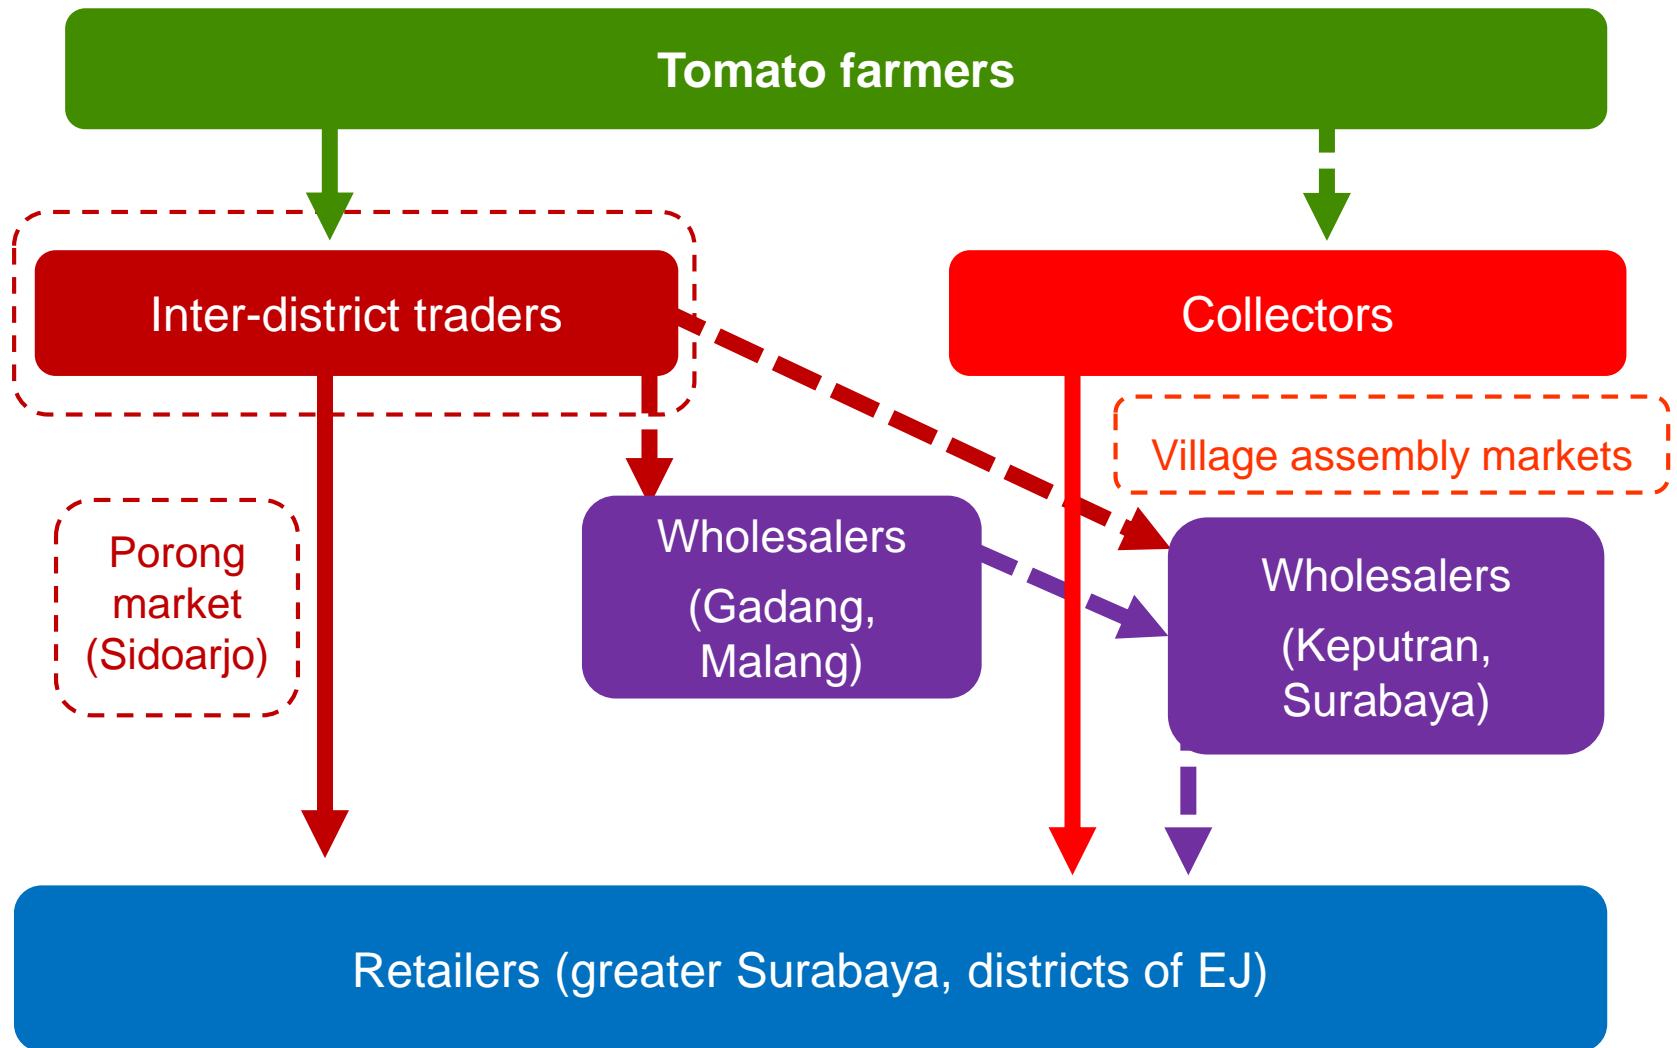 Tomato farmers
Inter-district traders
Collectors
Village assembly markets
Porong
market
(Sidoarjo)
Wholesalers
(Gadang,
Malang)
Wholesalers
(Keputran,
Surabaya)
Retailers (greater Surabaya, districts of EJ)